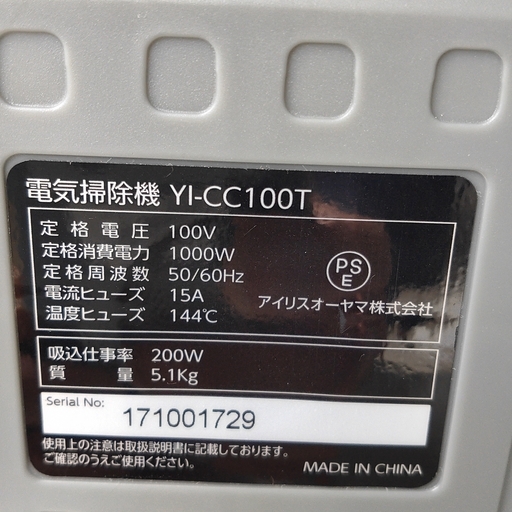 電気掃除機 YI-CC100T
定格電圧 100V
定格消費電力 1000W
定格周波数 50/60Hz
電流ヒューズ 15A
温度ヒューズ 144℃
PS
E
アイリスオーヤマ株式会社
吸込仕事率 200W
質量 5.1Kg
Serial No:
171001729
使用上の注意は取扱説明書に記載しております。
ご確認のうえご使用ください。
MADE IN CHINA